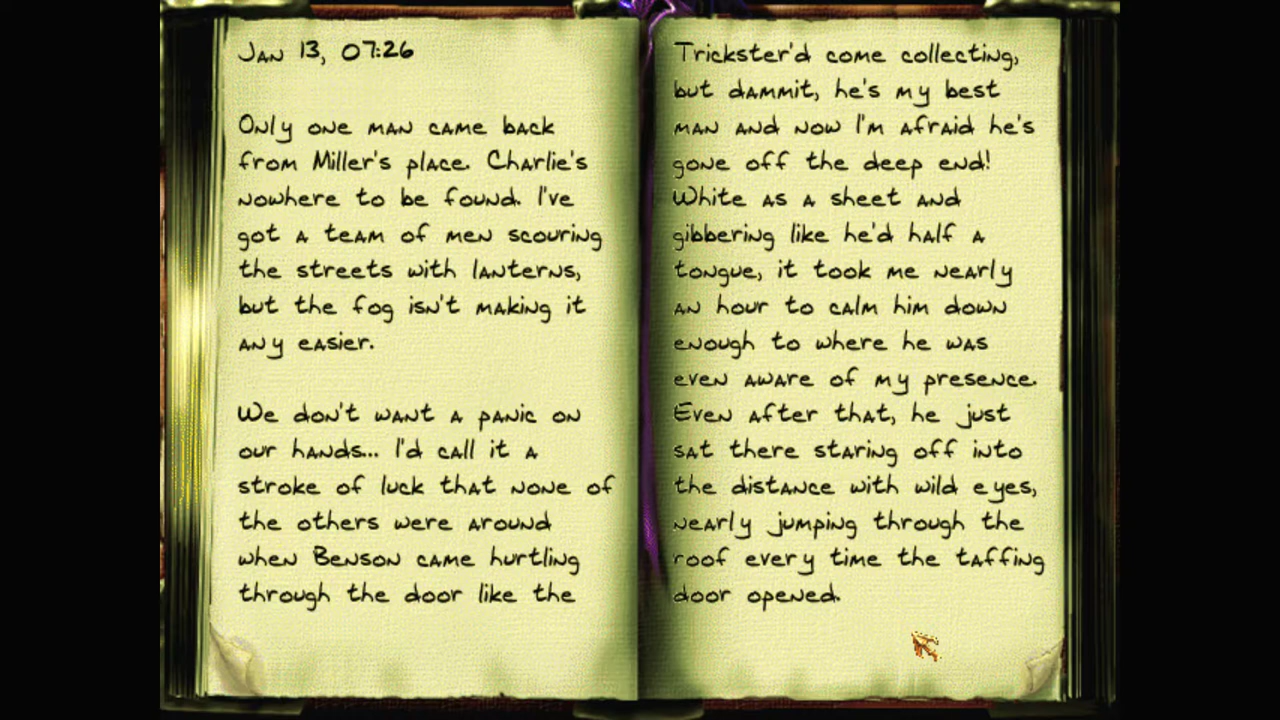 Jan 13, 07:26
Only one man came back
from Miller's place. Charlie's
nowhere to be found. I've
got a team of men scouring
the streets with lanterns,
but the fog isn't making it
any easier.
We don't want a panic on
our hands... I'd call it a
stroke of luck that none of
the others were around
when Benson came hurtling
through the door like the
Trickster'd come collecting,
but dammit, he's my best
man and now I'm afraid he's
gone off the deep end!
White as a sheet and
gibbering like he'd half a
tongue, it took me nearly
an hour to calm him down
enough to where he was
even aware of my presence.
Even after that, he just
sat there staring off into
the distance with wild eyes,
nearly jumping through the
roof every time the taffing
door opened.